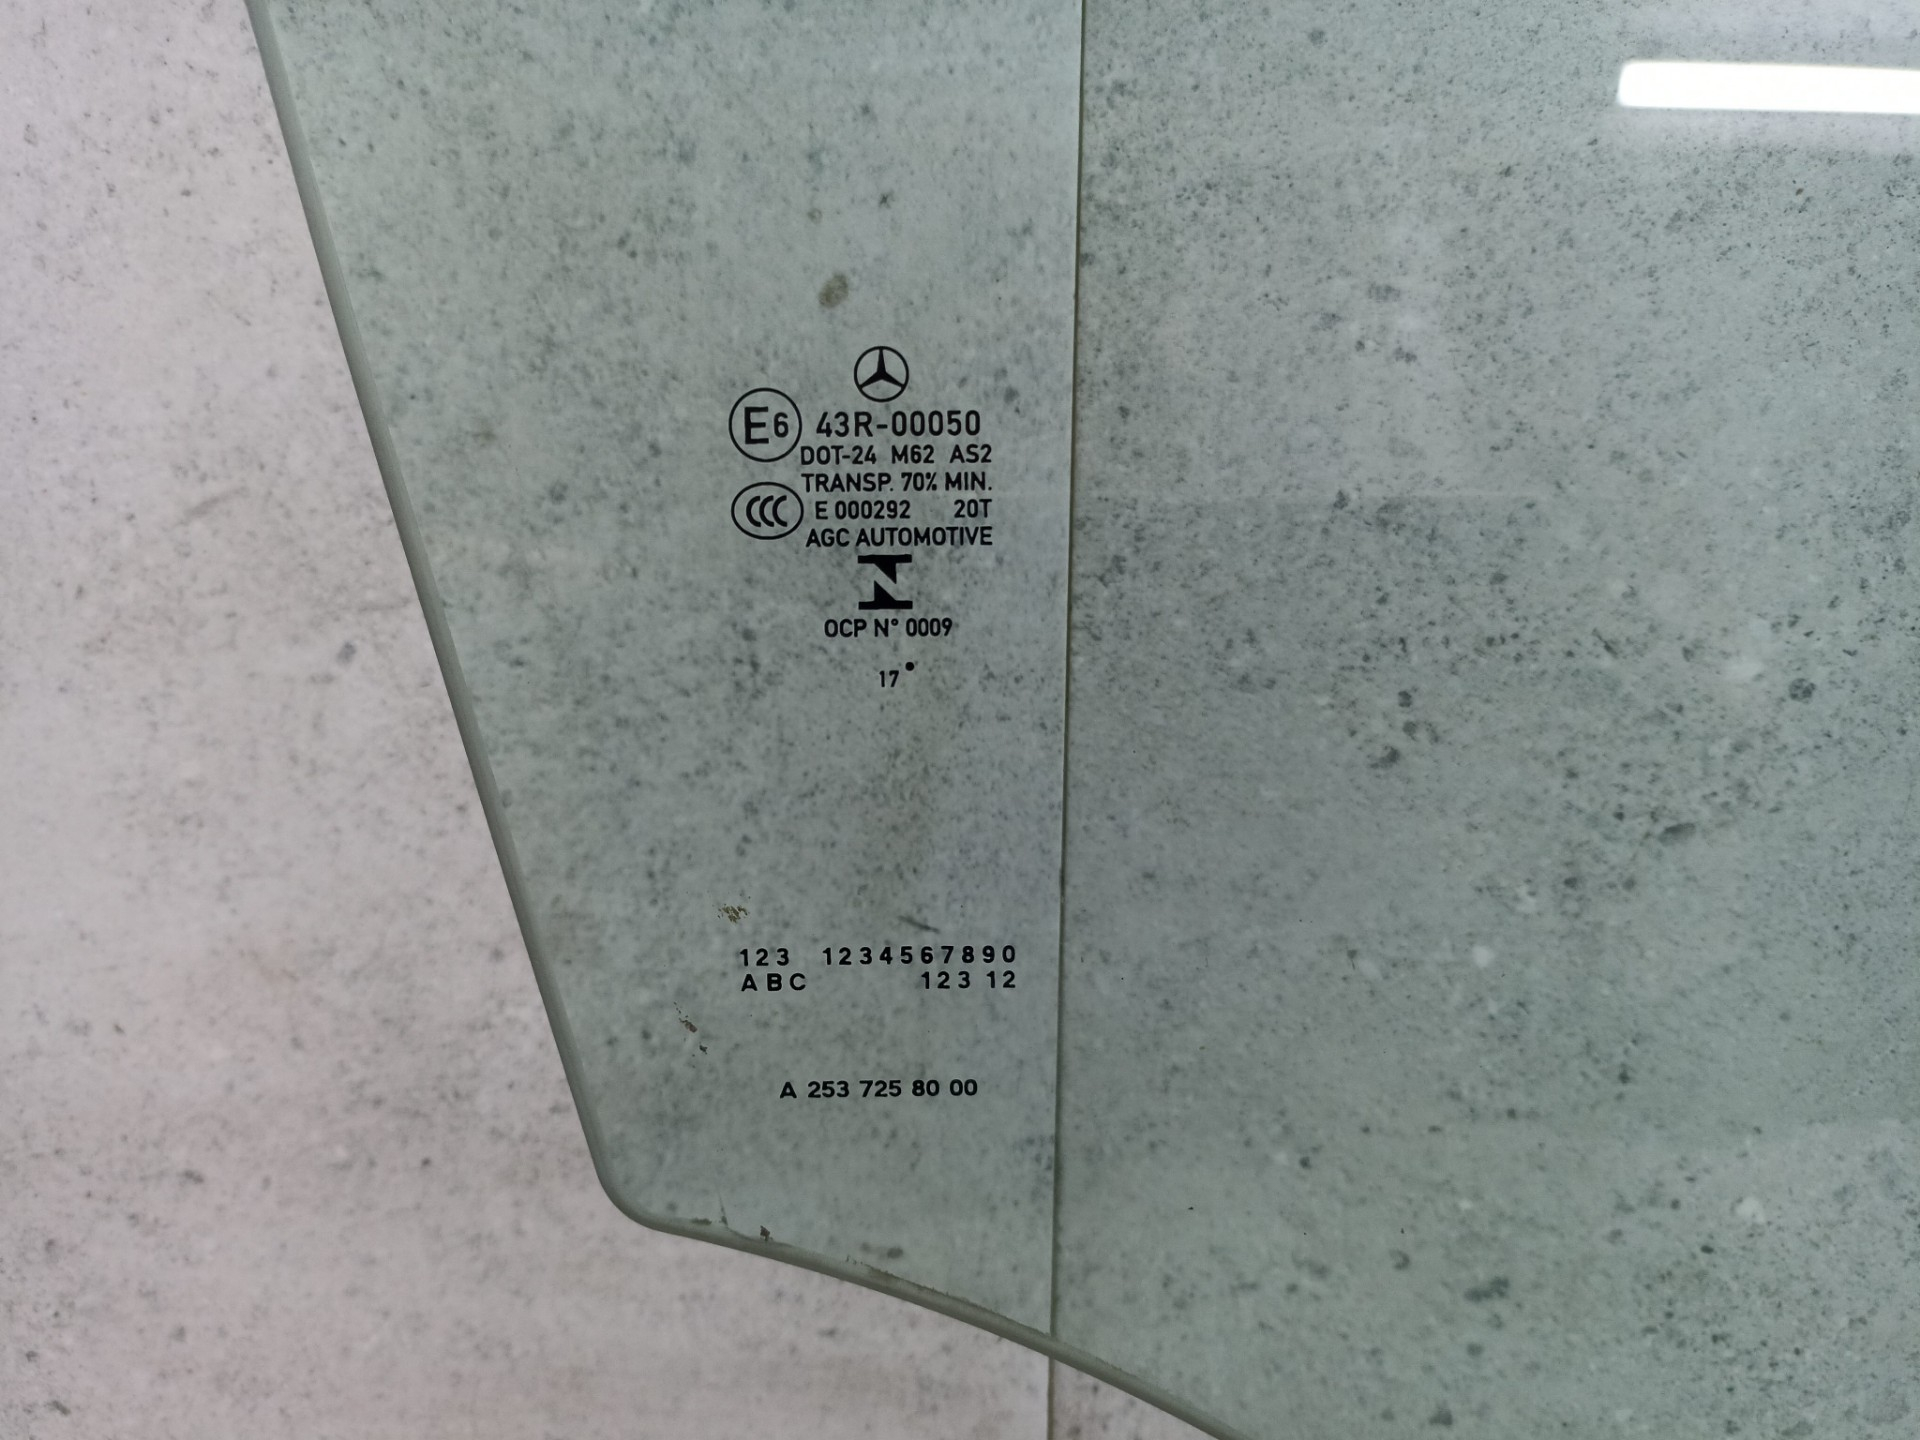 E6 43R-00050
DOT-24 M62 AS2
TRANSP. 70% MIN.
CCC E 000292 20T
AGC AUTOMOTIVE
OCP N° 0009
17•
123 1234567890
ABC 123 12
A 253 725 80 00